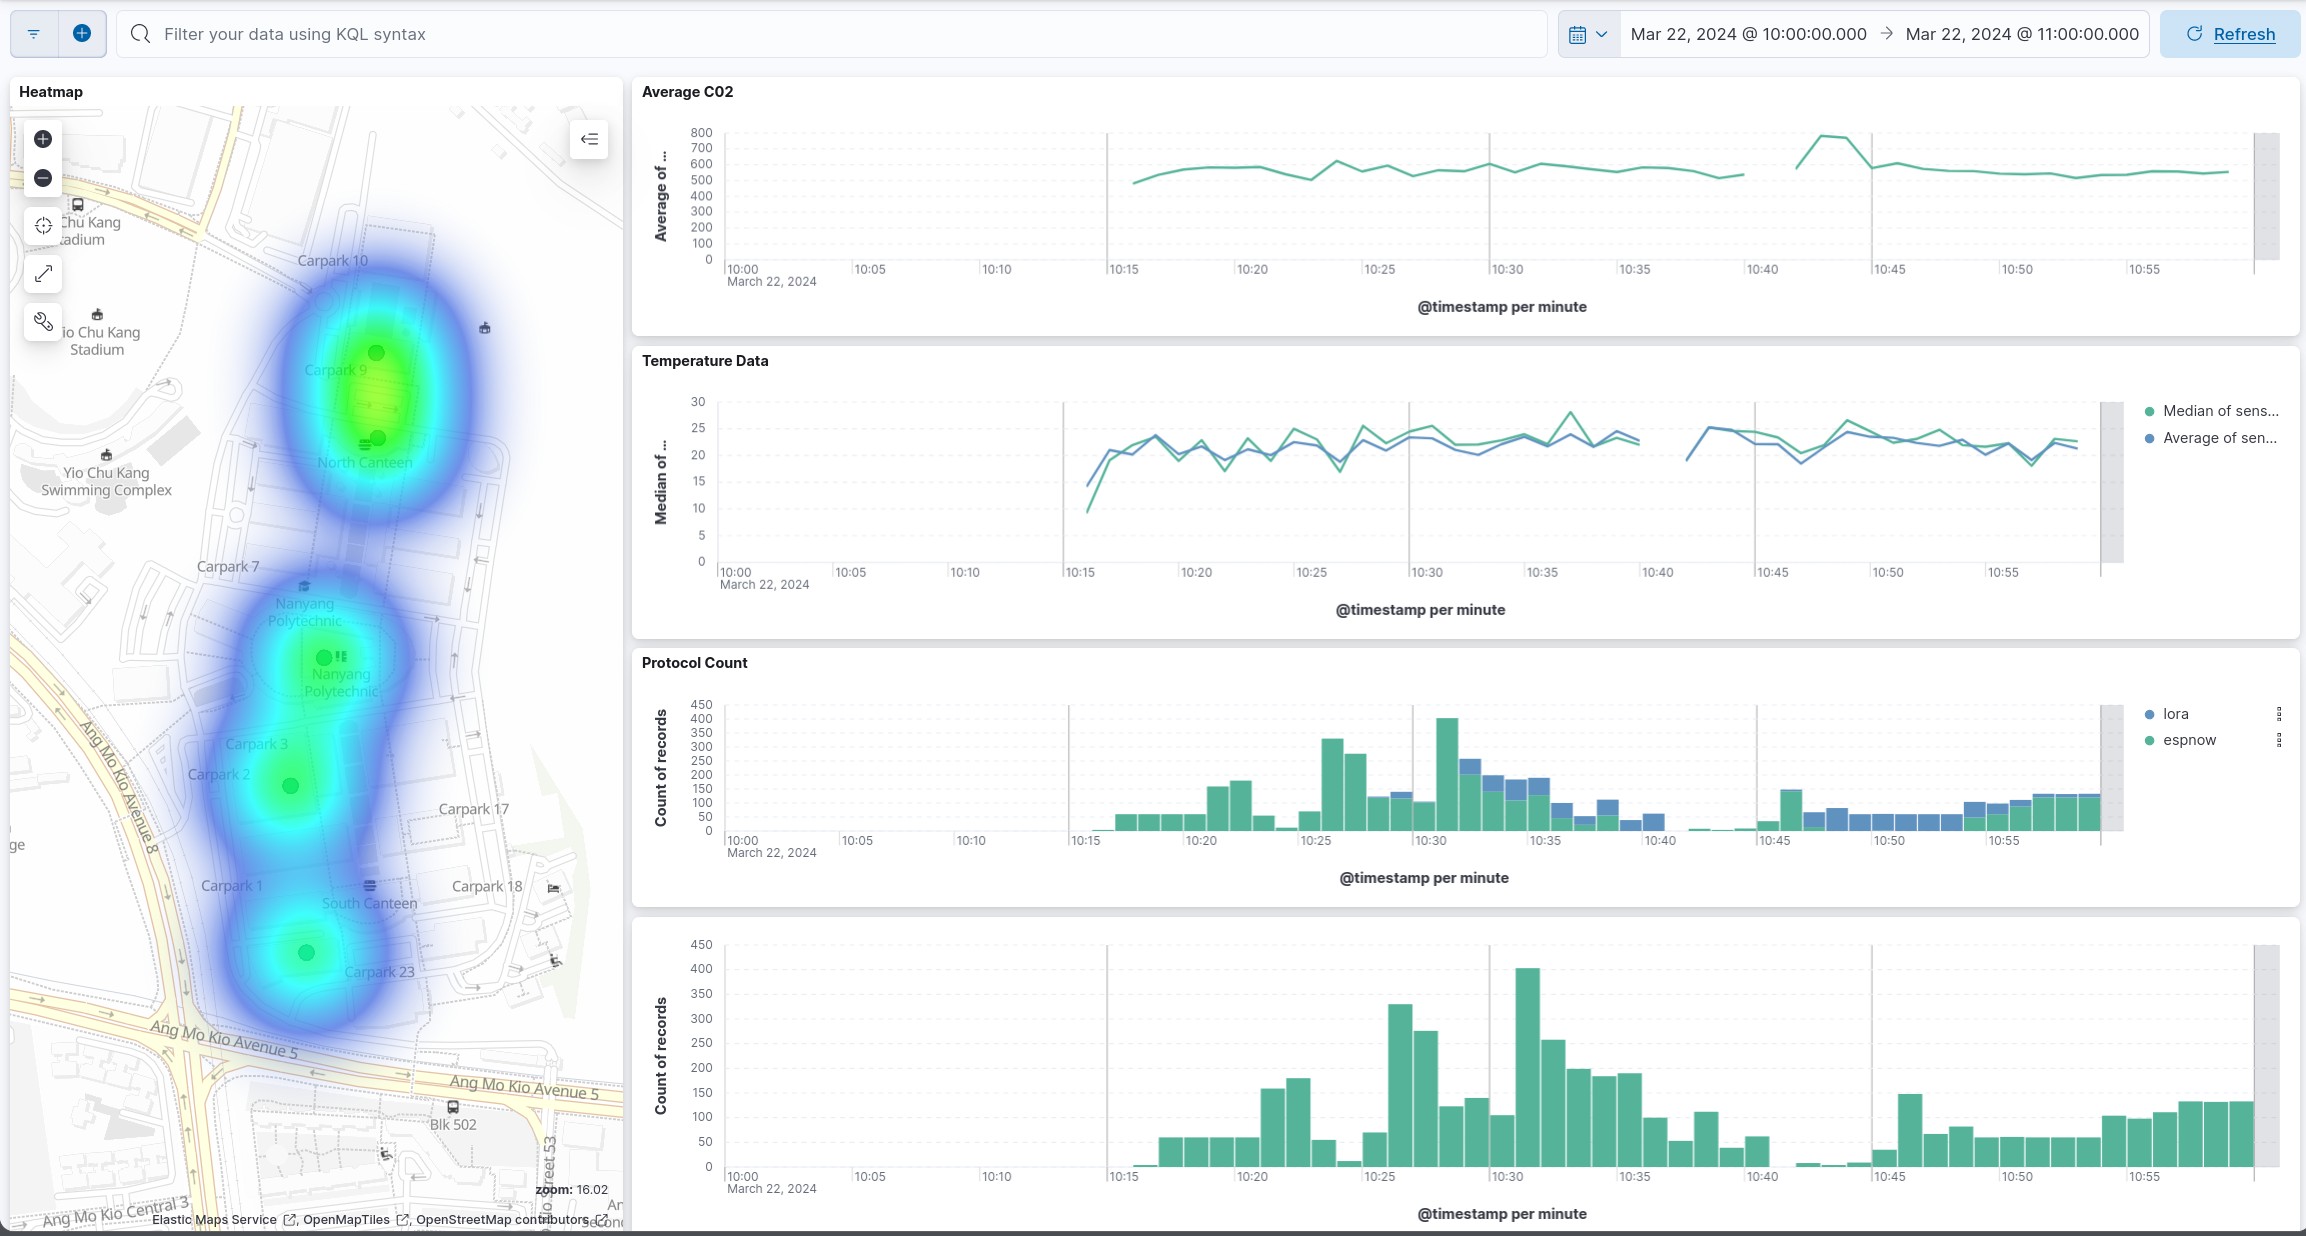 Filter your data using KQL syntax
Mar 22, 2024 @ 10:00:00.000 → Mar 22, 2024 @ 11:00:00.000
Refresh
Heatmap
Chu Kang
Carpark 10
io Chu Kang
Stadium
Carpark 9
North Canteen
Yio Chu Kang
Swimming Complex
Carpark 7
Nanyang
Polytechnic
Nanyang
Polytechnic
Carpark 3
Carpark 2
Ang Mo Kio Avenue 8
Carpark 17
Carpark 1
Carpark 18
South Canteen
Carpark 23
Ang Mo Kio Avenue 5
Ang Mo Kio Avenue 5
Blk 502
zoom: 16.02
Ang Mo Kio Central 3
Elastic Maps Service, OpenMapTiles, OpenStreetMap contributors
Average C02
Average of ...
800
700
600
500
400
300
200
100
0
10:00 10:05 10:10 10:15 10:20 10:25 10:30 10:35 10:40 10:45 10:50 10:55
March 22, 2024
@timestamp per minute
Temperature Data
Median of ...
30
25
20
15
10
5
0
10:00 10:05 10:10 10:15 10:20 10:25 10:30 10:35 10:40 10:45 10:50 10:55
March 22, 2024
@timestamp per minute
Median of sens...
Average of sen...
Protocol Count
Count of records
450
400
350
300
250
200
150
100
50
0
10:00 10:05 10:10 10:15 10:20 10:25 10:30 10:35 10:40 10:45 10:50 10:55
March 22, 2024
@timestamp per minute
lora
espnow
Count of records
450
400
350
300
250
200
150
100
50
0
10:00 10:05 10:10 10:15 10:20 10:25 10:30 10:35 10:40 10:45 10:50 10:55
March 22, 2024
@timestamp per minute